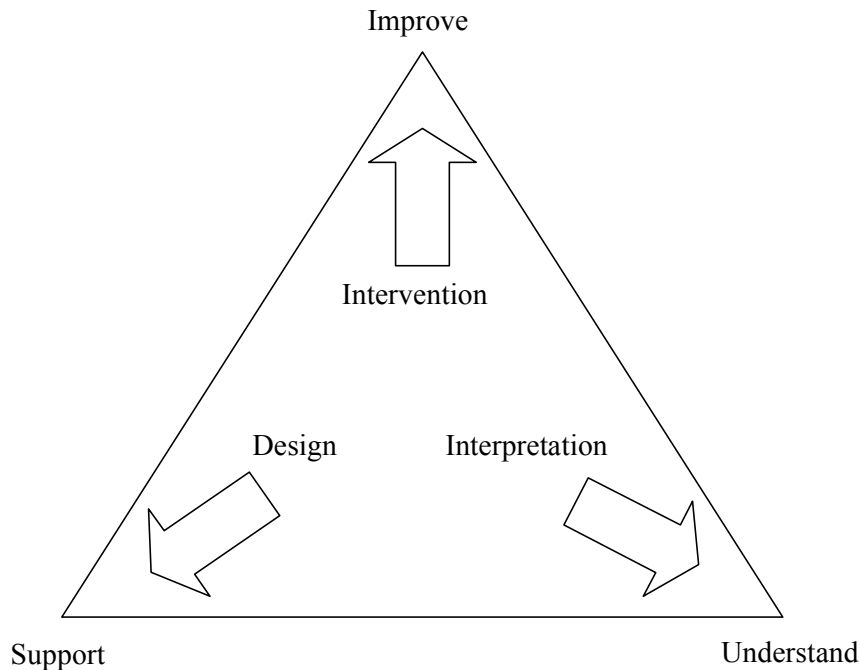 Improve
Intervention
Design
Interpretation
Support
Understand